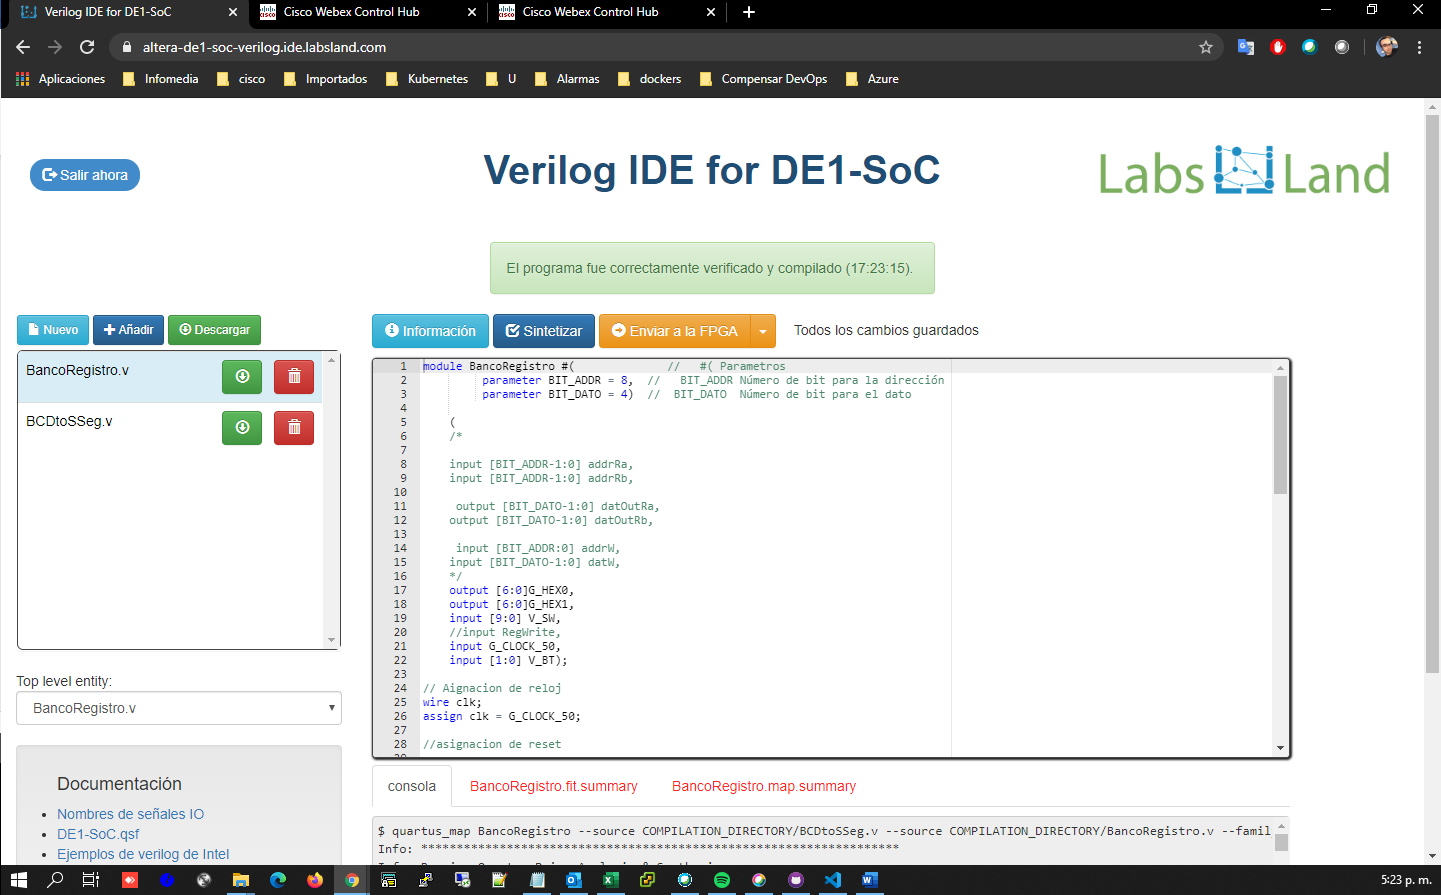 Verilog IDE for DE1-SoC
Cisco Webex Control Hub
Cisco Webex Control Hub
altera-de1-soc-verilog.ide.labsland.com
Aplicaciones
Infomedia
cisco
Importados
Kubernetes
U
Alarmas
dockers
Compensar DevOps
Azure
Salir ahora
Verilog IDE for DE1-SoC
Labs Land
El programa fue correctamente verificado y compilado (17:23:15).
Nuevo
Añadir
Descargar
Información
Sintetizar
Enviar a la FPGA
Todos los cambios guardados
BancoRegistro.v
BCDtoSSeg.v
Top level entity:
BancoRegistro.v
Documentación
Nombres de señales IO
DE1-SoC.qsf
Ejemplos de verilog de Intel
1 module BancoRegistro #( // #( Parametros
2 parameter BIT_ADDR = 8, // BIT_ADDR Número de bit para la dirección
3 parameter BIT_DATO = 4) // BIT_DATO Número de bit para el dato
4
5 (
6 /*
7
8 input [BIT_ADDR-1:0] addrRa,
9 input [BIT_ADDR-1:0] addrRb,
10
11 output [BIT_DATO-1:0] datOutRa,
12 output [BIT_DATO-1:0] datOutRb,
13
14 input [BIT_ADDR:0] addrW,
15 input [BIT_DATO-1:0] datW,
16 */
17 output [6:0]G_HEX0,
18 output [6:0]G_HEX1,
19 input [9:0] V_SW,
20 //input RegWrite,
21 input G_CLOCK_50,
22 input [1:0] V_BT);
23
24 // Aignacion de reloj
25 wire clk;
26 assign clk = G_CLOCK_50;
27
28 //asignacion de reset
consola
BancoRegistro.fit.summary
BancoRegistro.map.summary
$ quartus_map BancoRegistro --source COMPILATION_DIRECTORY/BCDtoSSeg.v --source COMPILATION_DIRECTORY/BancoRegistro.v --famil
Info: *******************************************************************
5:23 p. m.